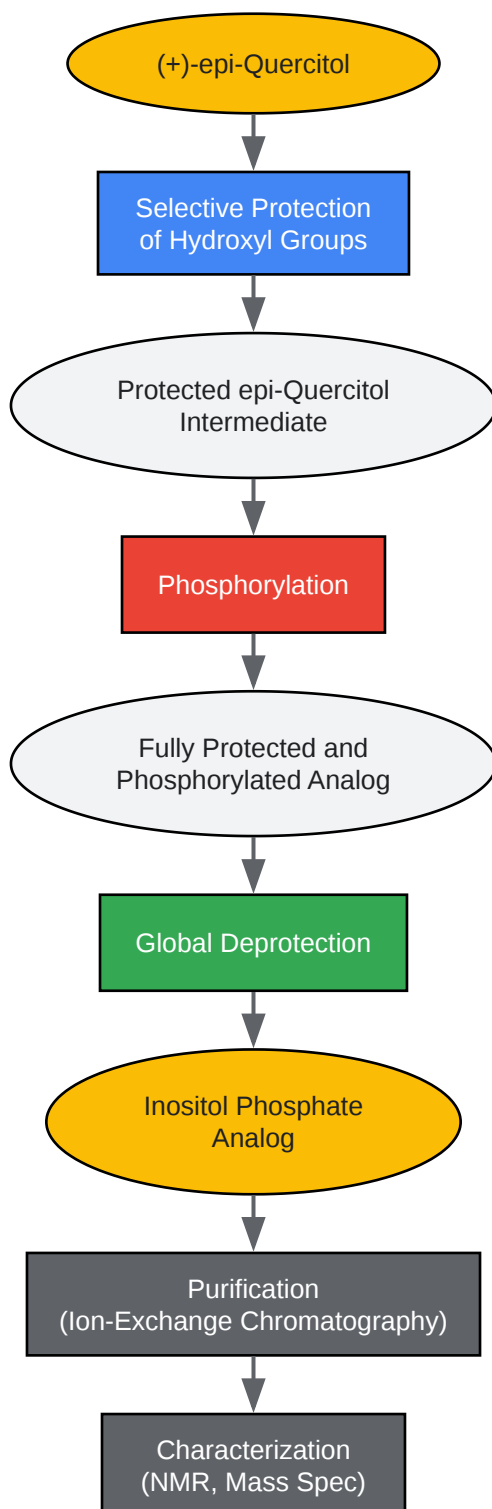 (+)-epi-Quercitol
Selective Protection
of Hydroxyl Groups
Protected epi-Quercitol
Intermediate
Phosphorylation
Fully Protected and
Phosphorylated Analog
Global Deprotection
Inositol Phosphate
Analog
Purification
(Ion-Exchange Chromatography)
Characterization
(NMR, Mass Spec)